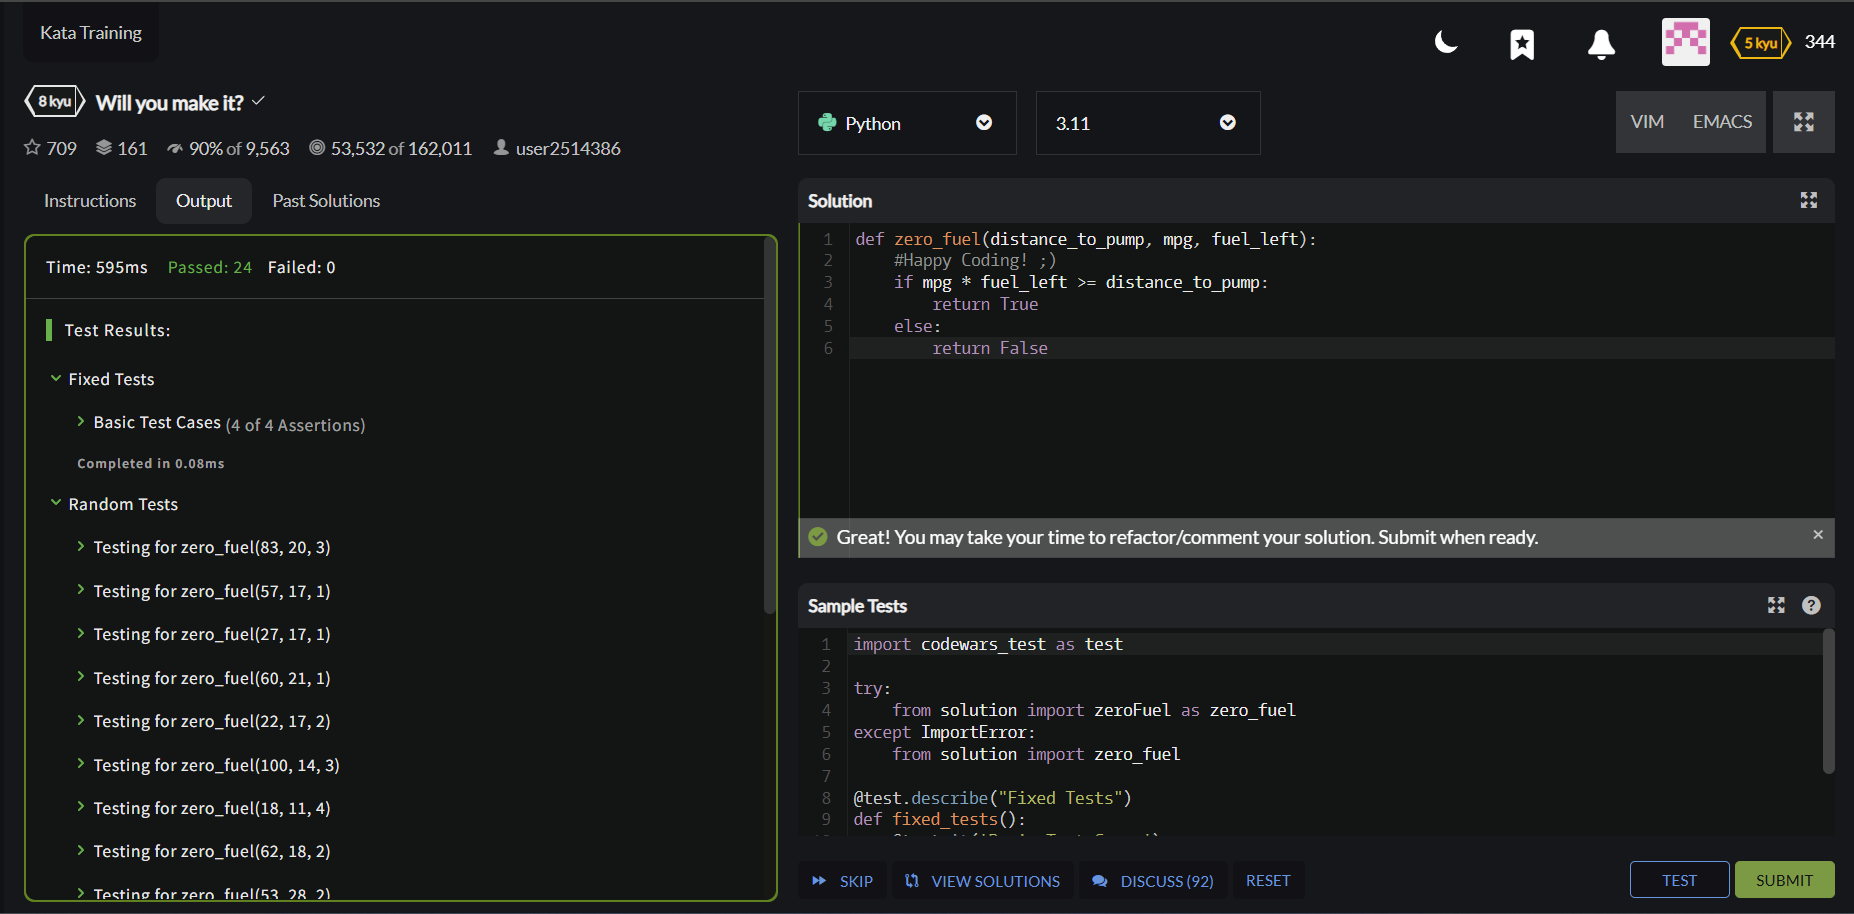 Kata Training
5 kyu 344
8 kyu Will you make it?
709 161 90% of 9,563 53,532 of 162,011 user2514386
Instructions Output Past Solutions
Time: 595ms Passed: 24 Failed: 0
Test Results:
Fixed Tests
Basic Test Cases (4 of 4 Assertions)
Completed in 0.08ms
Random Tests
Testing for zero_fuel(83, 20, 3)
Testing for zero_fuel(57, 17, 1)
Testing for zero_fuel(27, 17, 1)
Testing for zero_fuel(60, 21, 1)
Testing for zero_fuel(22, 17, 2)
Testing for zero_fuel(100, 14, 3)
Testing for zero_fuel(18, 11, 4)
Testing for zero_fuel(62, 18, 2)
Testing for zero_fuel(53, 28, 2)
Python 3.11 VIM EMACS
Solution
1 def zero_fuel(distance_to_pump, mpg, fuel_left):
2 #Happy Coding! ;)
3 if mpg * fuel_left >= distance_to_pump:
4 return True
5 else:
6 return False
Great! You may take your time to refactor/comment your solution. Submit when ready.
Sample Tests
1 import codewars_test as test
2
3 try:
4 from solution import zeroFuel as zero_fuel
5 except ImportError:
6 from solution import zero_fuel
7
8 @test.describe("Fixed Tests")
9 def fixed_tests():
SKIP VIEW SOLUTIONS DISCUSS (92) RESET TEST SUBMIT